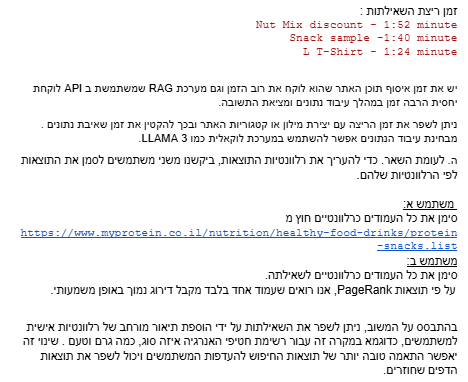 זמן ריצת השאילתות :
Nut Mix discount - 1:52 minute
Snack sample -1:40 minute
L T-Shirt - 1:24 minute
יש את זמן איסוף תוכן האתר שהוא לוקח את רוב הזמן וגם מערכת RAG שמשתמשת ב API לוקחת
יחסית הרבה זמן במהלך עיבוד נתונים ומציאת התשובה.
ניתן לשפר את זמן הריצה עם יצירת מילון או קטגוריות האתר ובכך להקטין את זמן שאיבת נתונים .
מבחינת עיבוד הנתונים אפשר להשתמש במערכת לוקאלית כמו LLAMA 3.
ה. לעומת השאר. כדי להעריך את רלוונטיות התוצאות, ביקשנו משני משתמשים לסמן את התוצאות
לפי הרלוונטיות שלהם.
משתמש א:
סימן את כל העמודים כרלוונטיים חוץ מ
https://www.myprotein.co.il/nutrition/healthy-food-drinks/protein
-snacks.list
משתמש ב:
סימן את כל העמודים כרלוונטיים לשאילתה.
על פי תוצאות PageRank, אנו רואים שעמוד אחד בלבד מקבל דירוג נמוך באופן משמעותי.
בהתבסס על המשוב, ניתן לשפר את השאילתות על ידי הוספת תיאור מורחב של רלוונטיות אישית
למשתמשים, כדוגמא במקרה זה עבור רשימת חטיפי האנרגיה איזה סוג, כמה גרם וטעם . שינוי זה
יאפשר התאמה טובה יותר של תוצאות החיפוש להעדפות המשתמשים ויכול לשפר את תוצאות
הדפים שחוזרים.